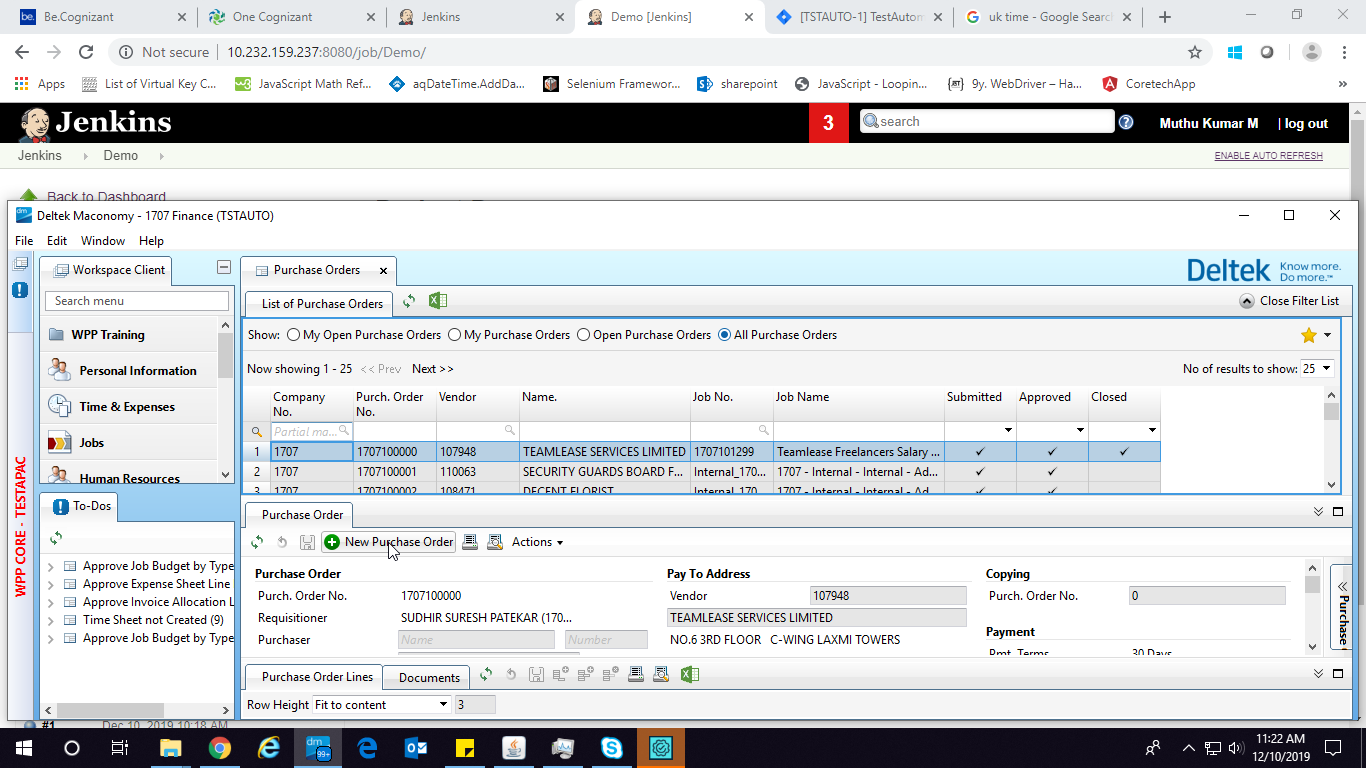 be. Be.Cognizant
One Cognizant
Jenkins
Demo [Jenkins]
[TSTAUTO-1] TestAutom
uk time - Google Searc
Not secure | 10.232.159.237:8080/job/Demo/
Apps
List of Virtual Key C...
JavaScript Math Ref...
aqDateTime.AddDa...
Selenium Framewor...
sharepoint
JavaScript - Loopin...
9y. WebDriver – Ha...
CoretechApp
Jenkins
3
search
Muthu Kumar M
| log out
Jenkins
Demo
ENABLE AUTO REFRESH
Back to Dashboard
dm Deltek Maconomy - 1707 Finance (TSTAUTO)
File Edit Window Help
WPP CORE - TESTAPAC
Workspace Client
Search menu
WPP Training
Personal Information
Time & Expenses
Jobs
Human Resources
To-Dos
Approve Job Budget by Type
Approve Expense Sheet Line
Approve Invoice Allocation L
Time Sheet not Created (9)
Approve Job Budget by Type
Purchase Orders
Deltek Know more.
Do more.™
List of Purchase Orders
Close Filter List
Show: My Open Purchase Orders My Purchase Orders Open Purchase Orders All Purchase Orders
Now showing 1 - 25 << Prev Next >>
No of results to show: 25
Company No. Purch. Order No. Vendor Name. Job No. Job Name Submitted Approved Closed
Partial ma...
1 1707 1707100000 107948 TEAMLEASE SERVICES LIMITED 1707101299 Teamlease Freelancers Salary ... ✓ ✓ ✓
2 1707 1707100001 110063 SECURITY GUARDS BOARD F... Internal_170... 1707 - Internal - Internal - Ad... ✓ ✓
3 1707 1707100002 108471 DECENT FLORIST Internal_170 1707 - Internal - Internal - Ad ✓ ✓
Purchase Order
New Purchase Order
Actions
Purchase Order
Purch. Order No. 1707100000
Requisitioner SUDHIR SURESH PATEKAR (170...
Purchaser Name Number
Pay To Address
Vendor 107948
TEAMLEASE SERVICES LIMITED
NO.6 3RD FLOOR C-WING LAXMI TOWERS
Copying
Purch. Order No. 0
Payment
Pmt. Terms 30 Days
Purchase
Purchase Order Lines
Documents
Row Height Fit to content 3
#1 Dec 10, 2019 10:18 AM
dm 99+
11:22 AM
12/10/2019